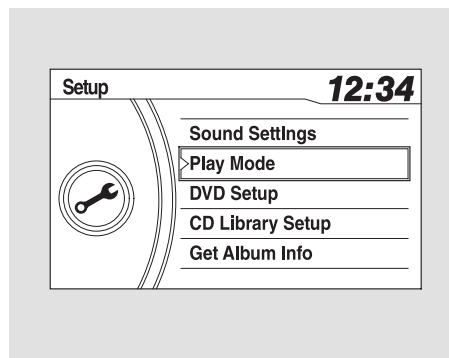 Setup 12:34
Sound Settings
Play Mode
DVD Setup
CD Library Setup
Get Album Info